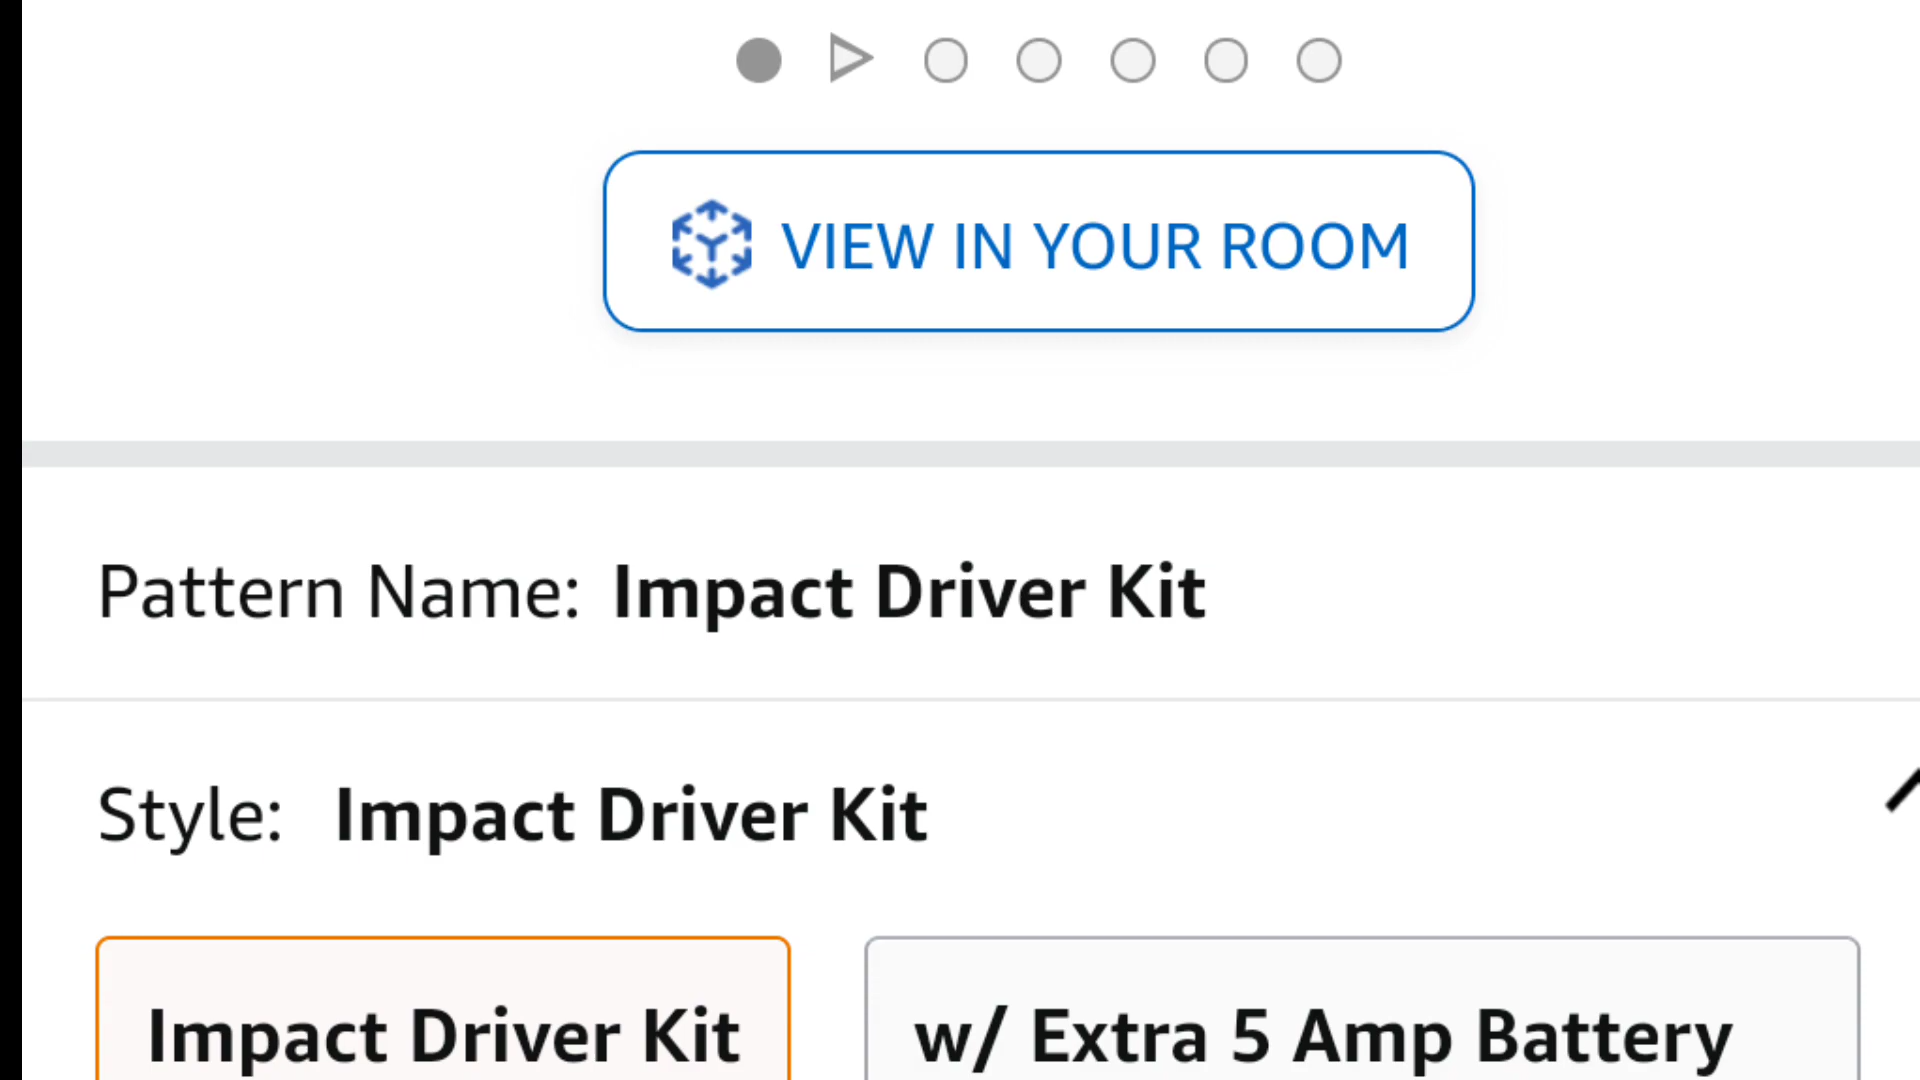 VIEW IN YOUR ROOM
Pattern Name: Impact Driver Kit
Style: Impact Driver Kit
Impact Driver Kit
w/ Extra 5 Amp Battery